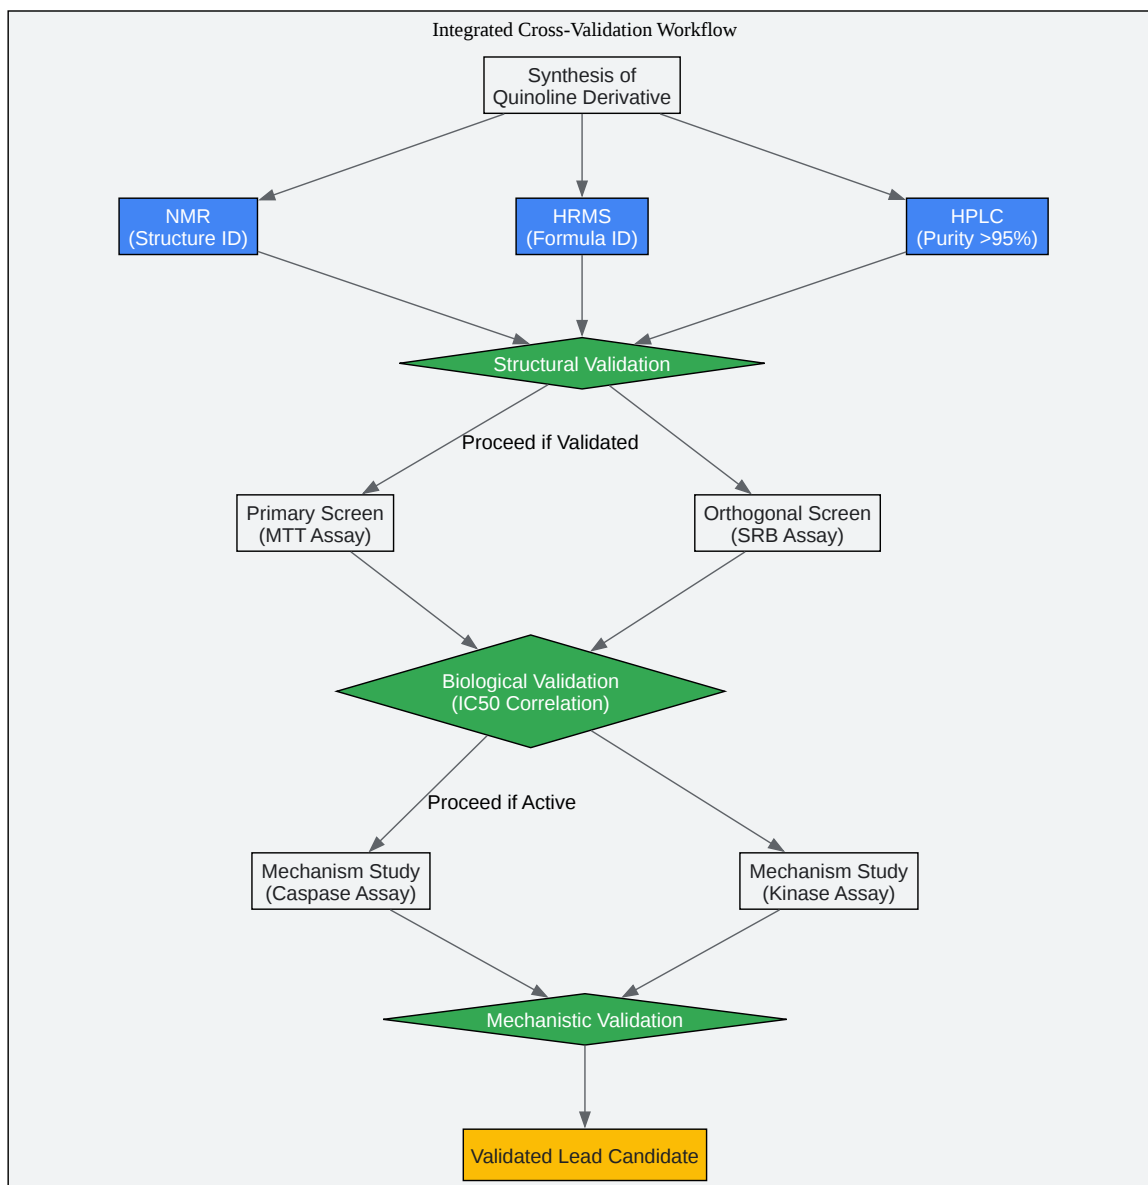 Integrated Cross-Validation Workflow
Synthesis of
Quinoline Derivative
NMR
(Structure ID)
HRMS
(Formula ID)
HPLC
(Purity >95%)
Structural Validation
Proceed if Validated
Primary Screen
(MTT Assay)
Orthogonal Screen
(SRB Assay)
Biological Validation
(IC50 Correlation)
Proceed if Active
Mechanism Study
(Caspase Assay)
Mechanism Study
(Kinase Assay)
Mechanistic Validation
Validated Lead Candidate